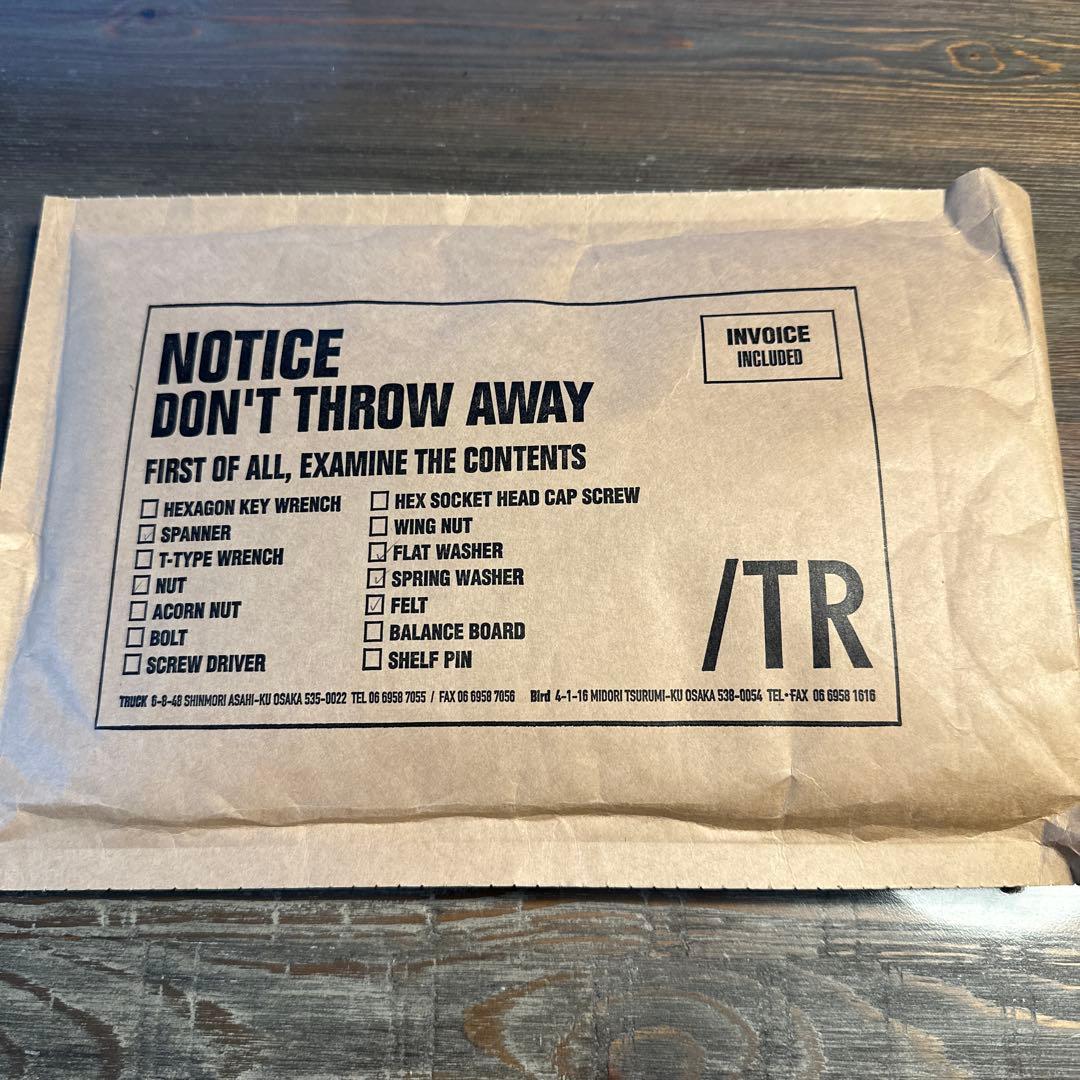 NOTICE
DON'T THROW AWAY
INVOICE
INCLUDED
FIRST OF ALL, EXAMINE THE CONTENTS
HEXAGON KEY WRENCH
SPANNER
T-TYPE WRENCH
NUT
ACORN NUT
BOLT
SCREW DRIVER
HEX SOCKET HEAD CAP SCREW
WING NUT
FLAT WASHER
SPRING WASHER
FELT
BALANCE BOARD
SHELF PIN
/TR
TRUCK 6-8-48 SHINMORI ASAHI-KU OSAKA 535-0022 TEL 06 6958 7055 / FAX 06 6958 7056 Bird 4-1-16 MIDORI TSURUMI-KU OSAKA 538-0054 TEL・FAX 06 6958 1616